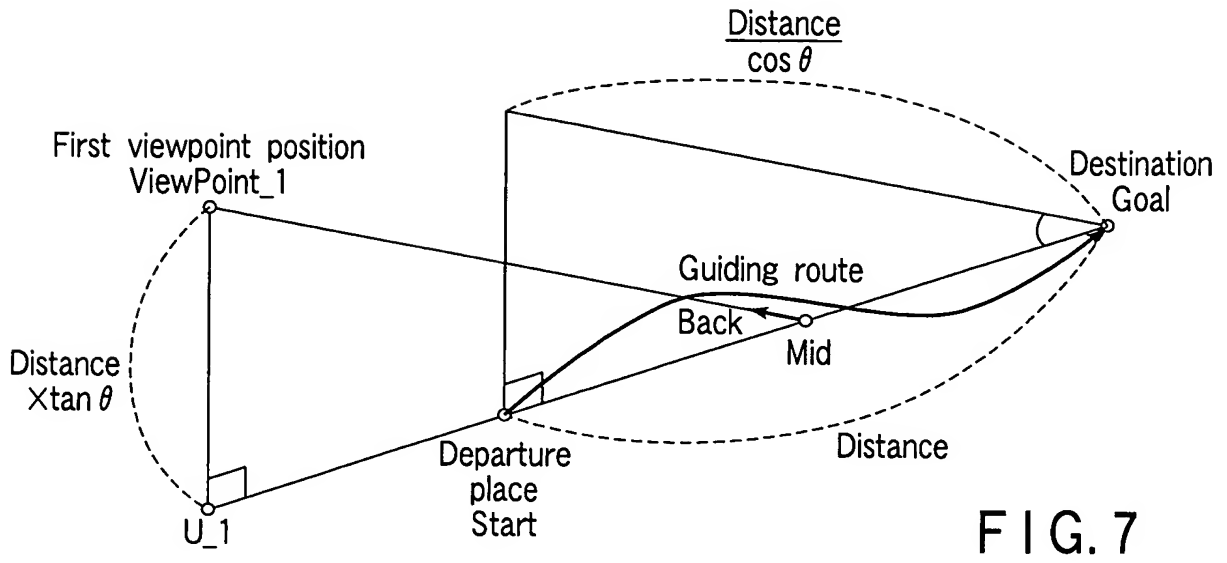 Distance
cos θ
First viewpoint position
ViewPoint_1
Destination
Goal
Guiding route
Back
Mid
Distance
×tan θ
Departure
place
Start
Distance
U_1
FIG. 7